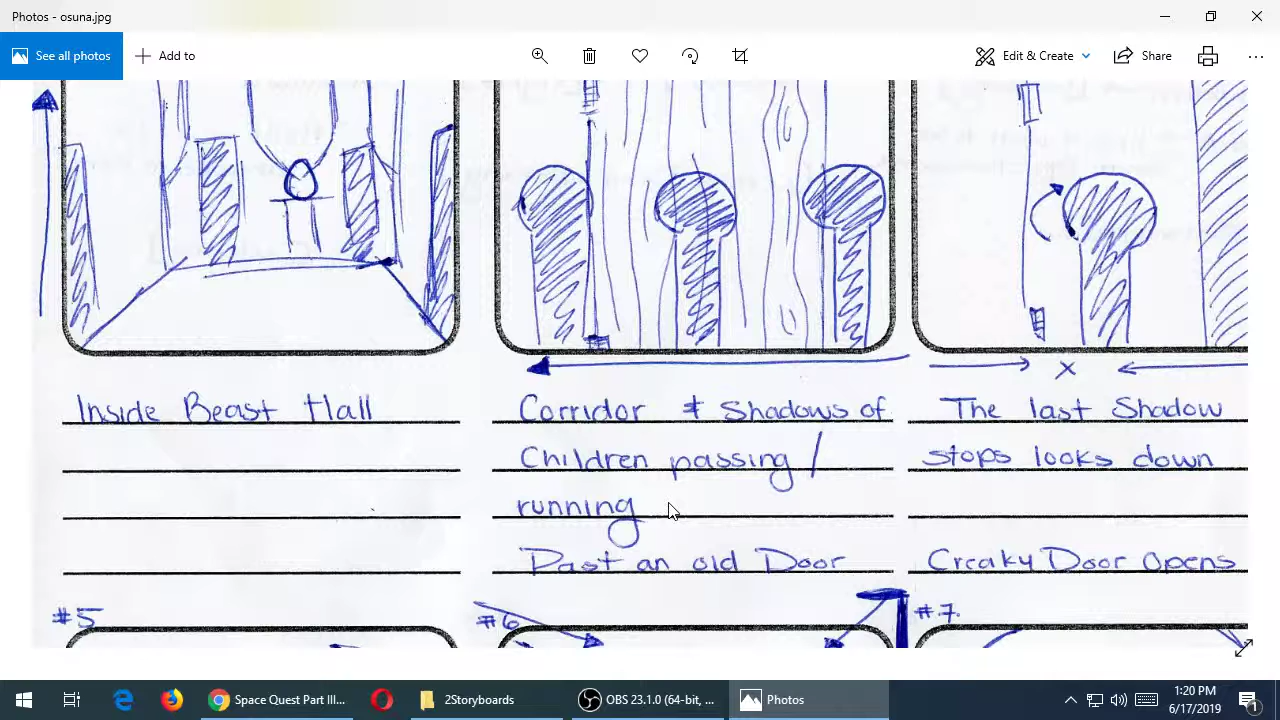 Photos - osuna.jpg
See all photos
Add to
Edit & Create
Share
Inside Beast Hall
Corridor & Shadows of
Children passing /
running
Past an old Door
The last Shadow
stops looks down
Creaky Door Opens
#5
#6
#7.
x
Space Quest Part III...
2Storyboards
OBS 23.1.0 (64-bit, ...
Photos
1:20 PM
6/17/2019
1